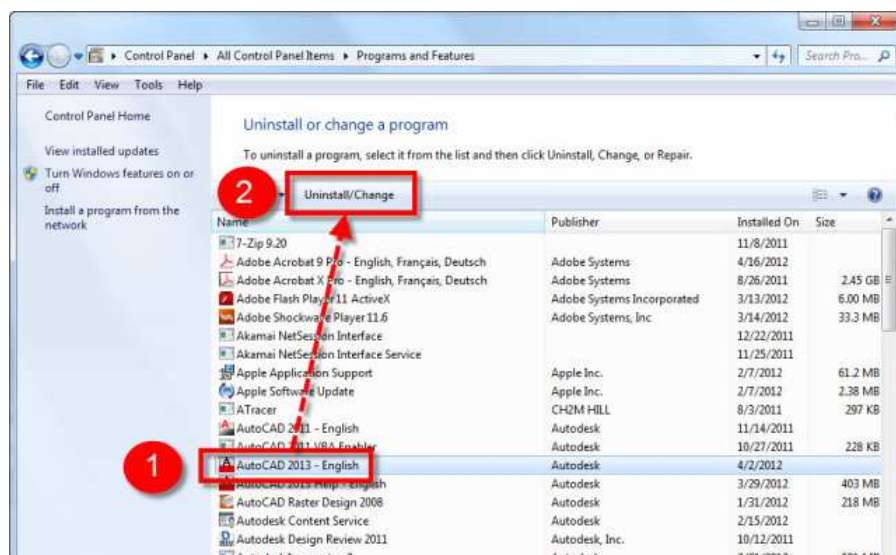 Control Panel ▸ All Control Panel Items ▸ Programs and Features
Search Pro...
File Edit View Tools Help
Control Panel Home
View installed updates
Turn Windows features on or
off
Install a program from the
network
Uninstall or change a program
To uninstall a program, select it from the list and then click Uninstall, Change, or Repair.
2
Uninstall/Change
Name Publisher Installed On Size
7-Zip 9.20 11/8/2011
Adobe Acrobat 9 Pro - English, Français, Deutsch Adobe Systems 4/16/2012
Adobe Acrobat X Pro - English, Français, Deutsch Adobe Systems 8/26/2011 2.45 GB
Adobe Flash Player 11 ActiveX Adobe Systems Incorporated 3/13/2012 6.00 MB
Adobe Shockwave Player 11.6 Adobe Systems, Inc 3/14/2012 33.3 MB
Akamai NetSession Interface 12/22/2011
Akamai NetSession Interface Service 11/25/2011
Apple Application Support Apple Inc. 2/7/2012 61.2 MB
Apple Software Update Apple Inc. 2/7/2012 2.38 MB
ATracer CH2M HILL 8/3/2011 297 KB
AutoCAD 2011 - English Autodesk 11/14/2011
AutoCAD 2011 VBA Enabler Autodesk 10/27/2011 228 KB
1
AutoCAD 2013 - English Autodesk 4/2/2012
AutoCAD 2013 Help - English Autodesk 3/29/2012 403 MB
AutoCAD Raster Design 2008 Autodesk 1/31/2012 218 MB
Autodesk Content Service Autodesk 2/15/2012
Autodesk Design Review 2011 Autodesk, Inc. 10/12/2011